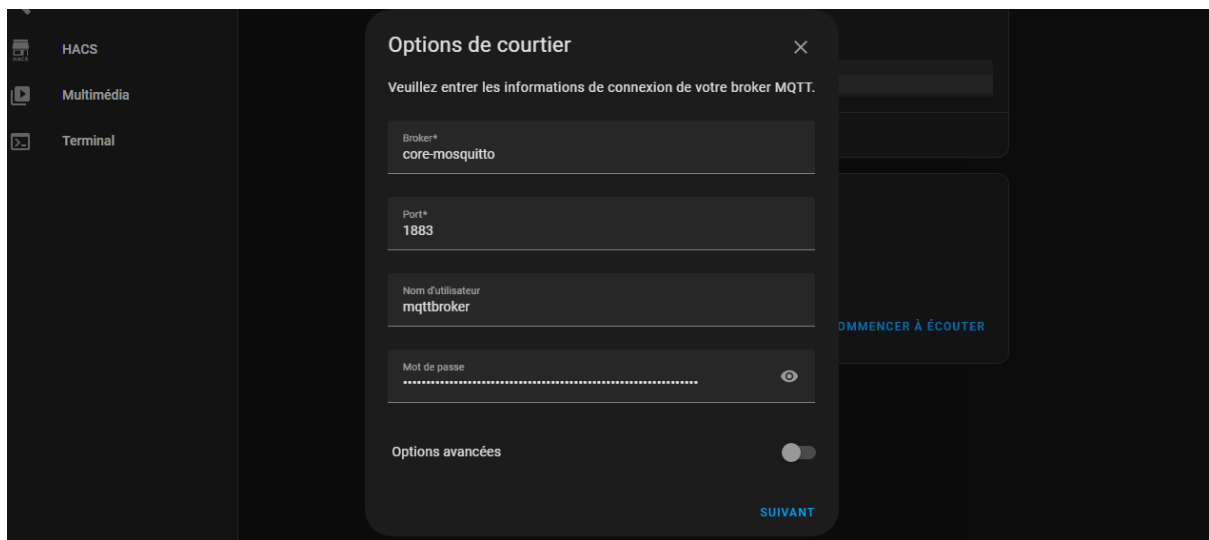 HACS
HACS
Multimédia
Terminal
Options de courtier
Veuillez entrer les informations de connexion de votre broker MQTT.
Broker*
core-mosquitto
Port*
1883
Nom d'utilisateur
mqttbroker
Mot de passe
Options avancées
SUIVANT
OMMENCER À ÉCOUTER